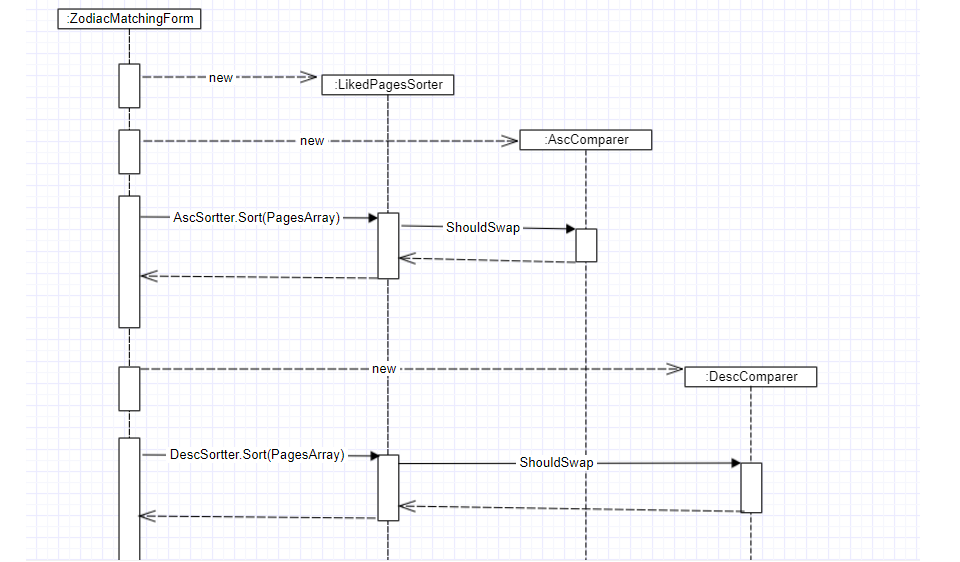 :ZodiacMatchingForm
new
:LikedPagesSorter
new
:AscComparer
AscSortter.Sort(PagesArray)
ShouldSwap
new
:DescComparer
DescSortter.Sort(PagesArray)
ShouldSwap